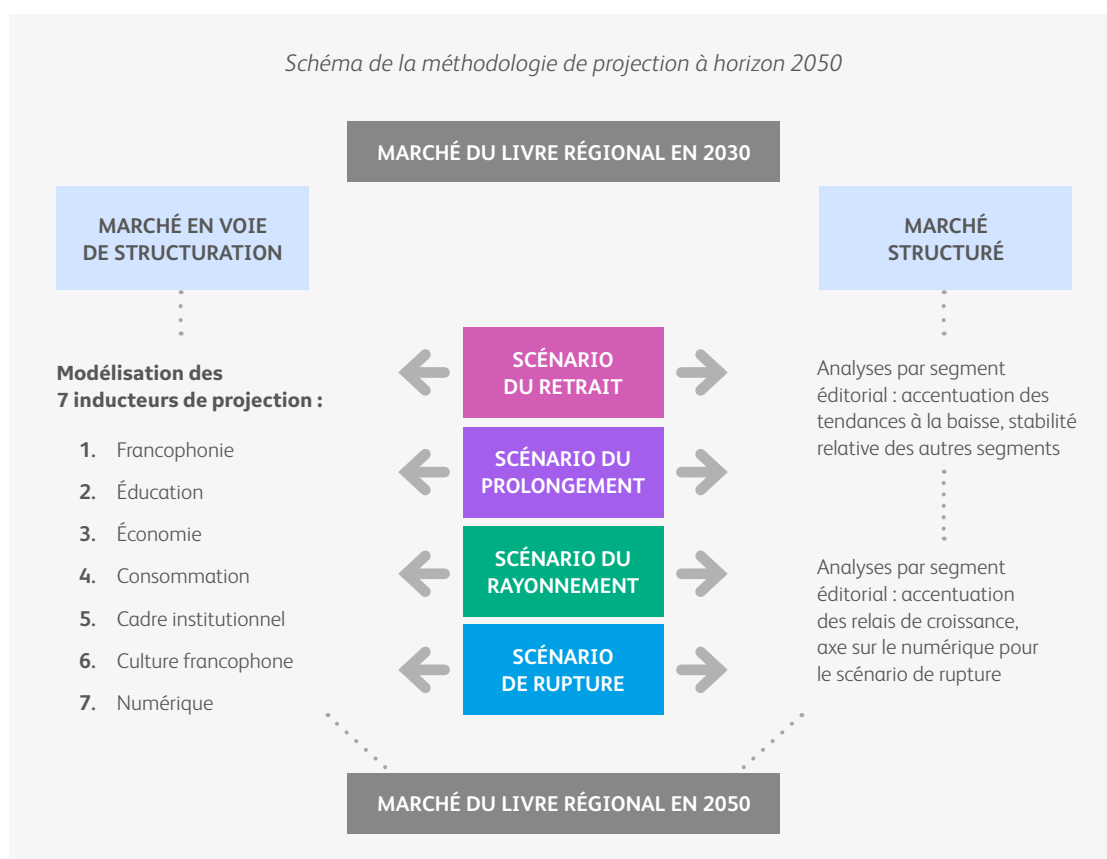 Schéma de la méthodologie de projection à horizon 2050
MARCHÉ DU LIVRE RÉGIONAL EN 2030
MARCHÉ EN VOIE
DE STRUCTURATION
MARCHÉ
STRUCTURÉ
Modélisation des
7 inducteurs de projection :
1. Francophonie
2. Éducation
3. Économie
4. Consommation
5. Cadre institutionnel
6. Culture francophone
7. Numérique
SCÉNARIO
DU RETRAIT
SCÉNARIO DU
PROLONGEMENT
SCÉNARIO DU
RAYONNEMENT
SCÉNARIO
DE RUPTURE
Analyses par segment
éditorial : accentuation des
tendances à la baisse, stabilité
relative des autres segments
Analyses par segment
éditorial : accentuation
des relais de croissance,
axe sur le numérique pour
le scénario de rupture
MARCHÉ DU LIVRE RÉGIONAL EN 2050